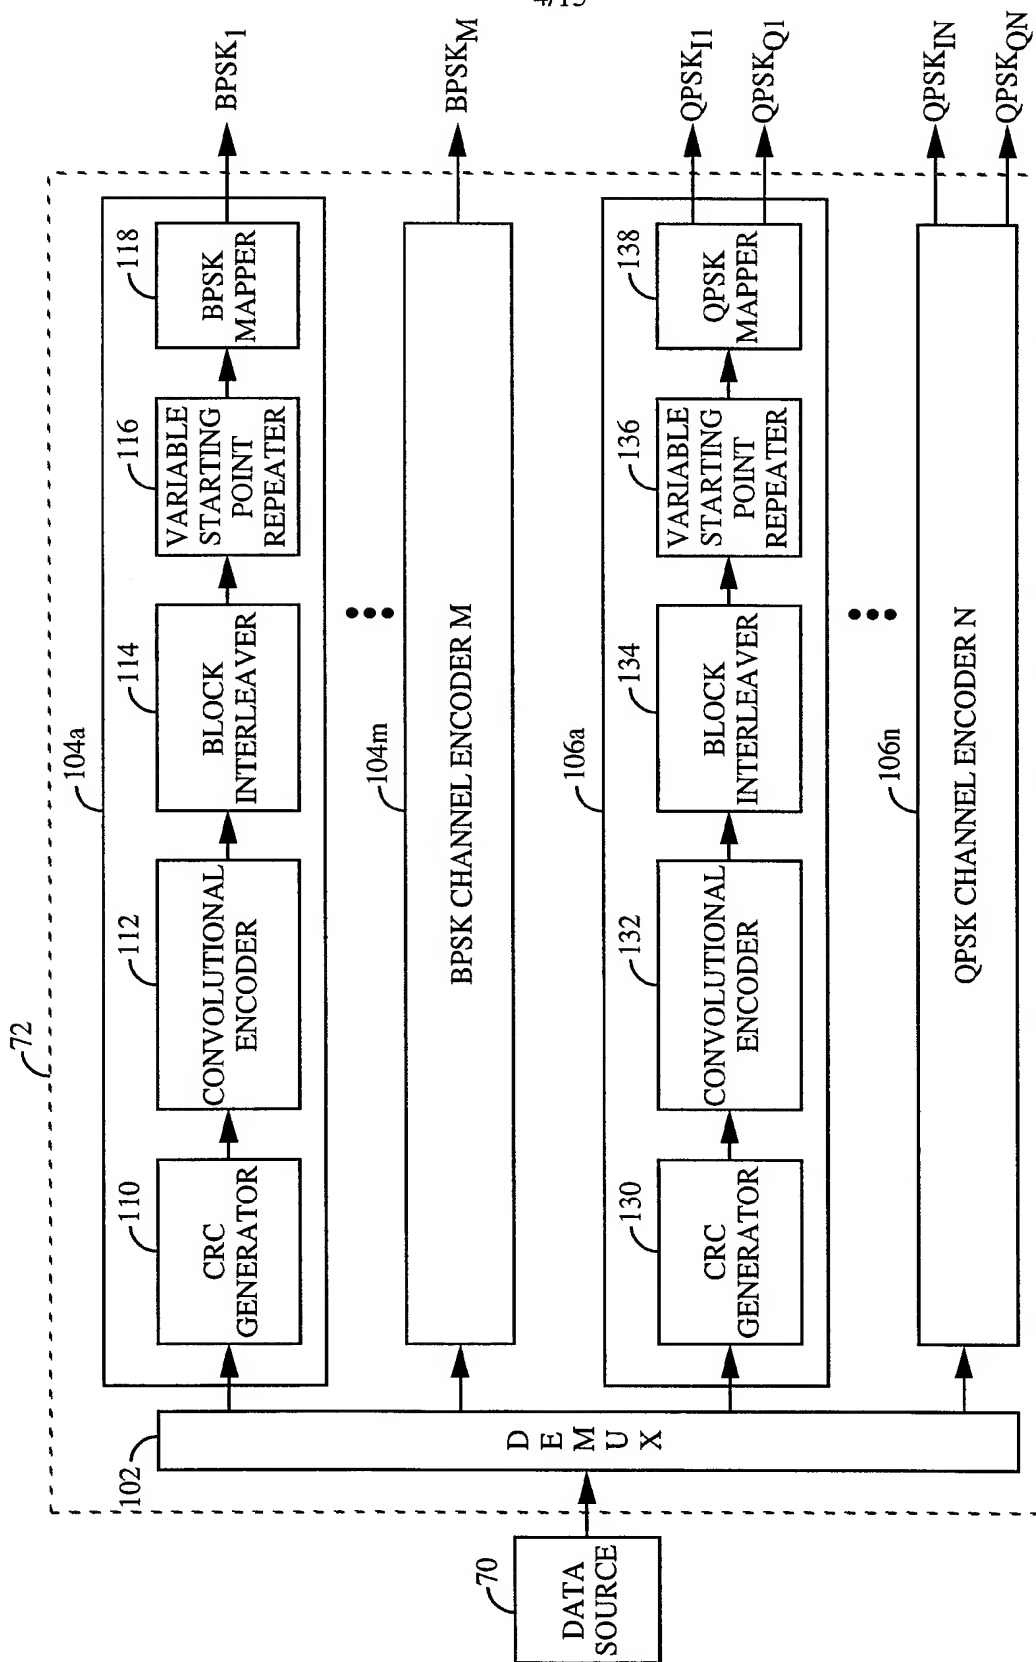 4/15
72
70
DATA
SOURCE
102
D
E
M
U
X
104a
110
CRC
GENERATOR
112
CONVOLUTIONAL
ENCODER
114
BLOCK
INTERLEAVER
116
VARIABLE
STARTING
POINT
REPEATER
118
BPSK
MAPPER
BPSK1
104m
BPSK CHANNEL ENCODER M
BPSKM
106a
130
CRC
GENERATOR
132
CONVOLUTIONAL
ENCODER
134
BLOCK
INTERLEAVER
136
VARIABLE
STARTING
POINT
REPEATER
138
QPSK
MAPPER
QPSKI1
QPSKQ1
106n
QPSK CHANNEL ENCODER N
QPSKIN
QPSKQN